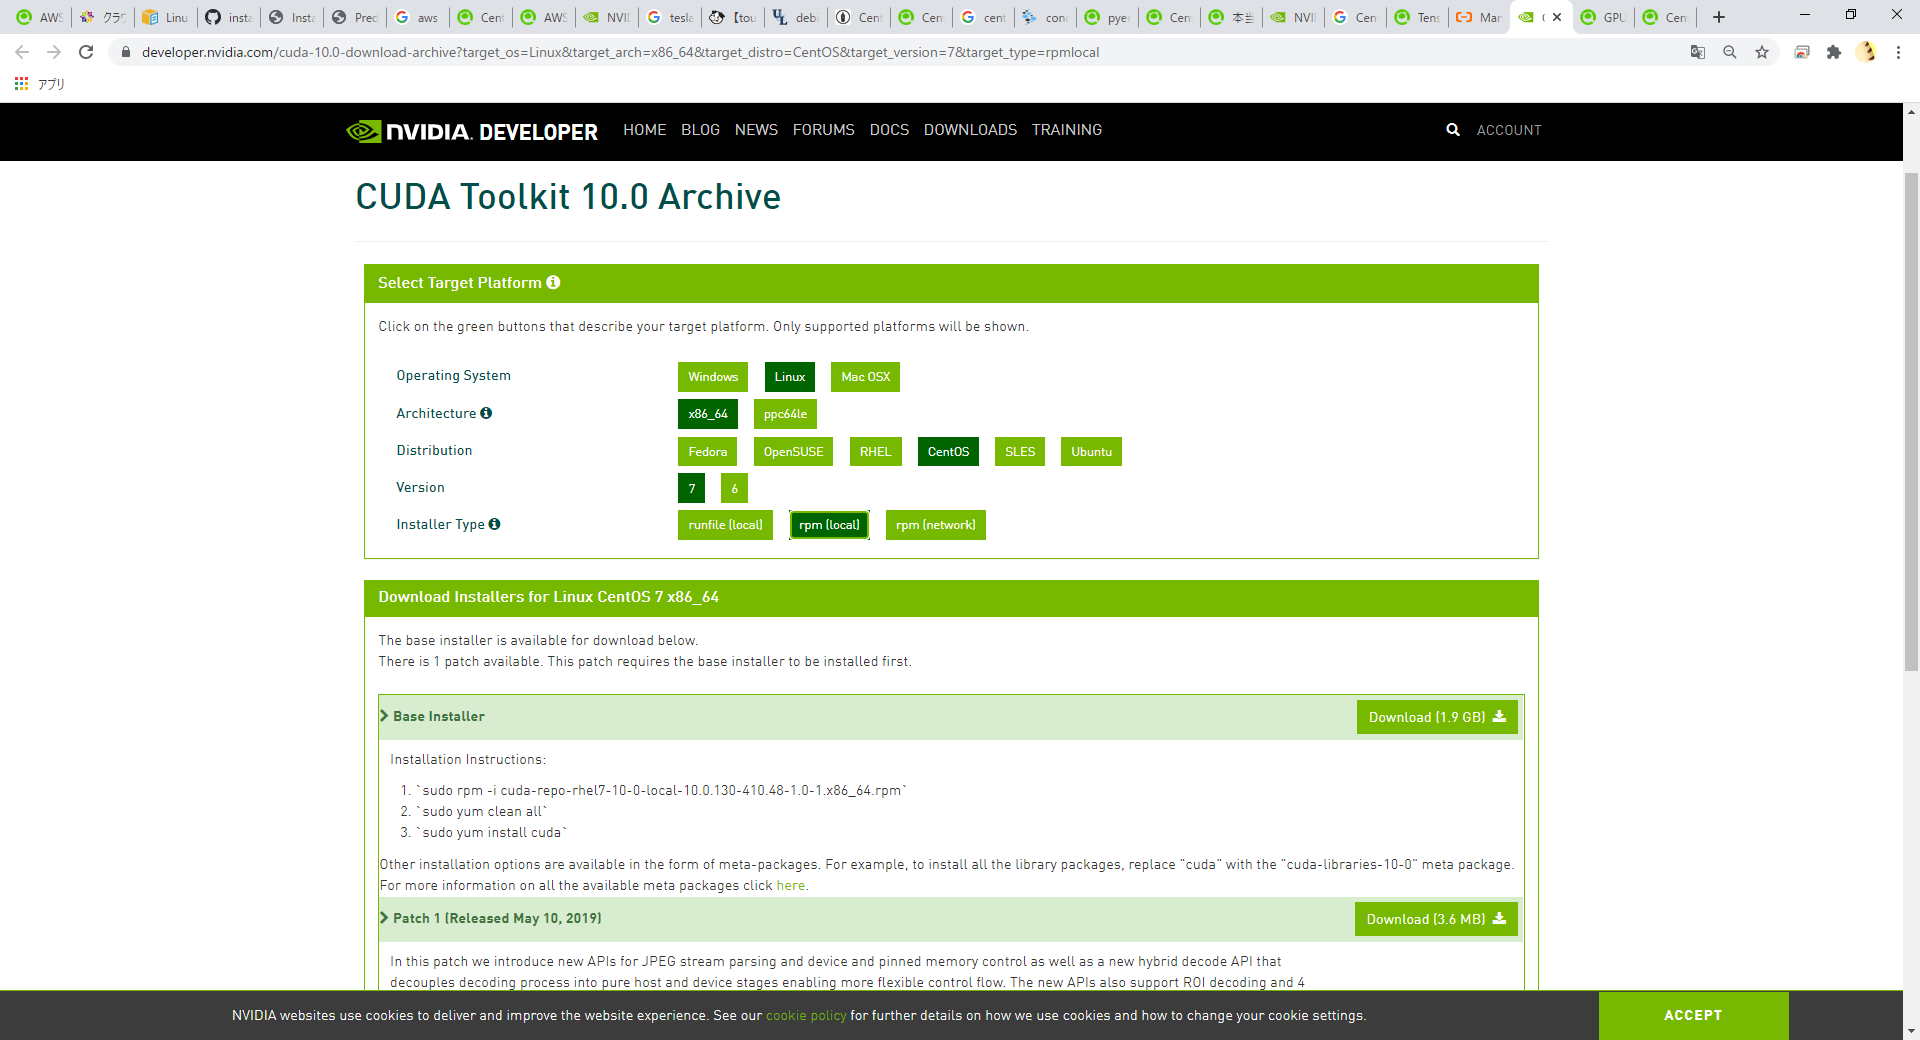 AWS クラウ Linu insta Insta Pred aws Cent AWS NVID tesla 【tou debi Cent Cent cent conc pyer Cent 本当 NVID Cent Tens Mar GPU Cent
developer.nvidia.com/cuda-10.0-download-archive?target_os=Linux&target_arch=x86_64&target_distro=CentOS&target_version=7&target_type=rpmlocal
アプリ
NVIDIA. DEVELOPER HOME BLOG NEWS FORUMS DOCS DOWNLOADS TRAINING ACCOUNT
CUDA Toolkit 10.0 Archive
Select Target Platform
Click on the green buttons that describe your target platform. Only supported platforms will be shown.
Operating System Windows Linux Mac OSX
Architecture x86_64 ppc64le
Distribution Fedora OpenSUSE RHEL CentOS SLES Ubuntu
Version 7 6
Installer Type runfile (local) rpm (local) rpm (network)
Download Installers for Linux CentOS 7 x86_64
The base installer is available for download below.
There is 1 patch available. This patch requires the base installer to be installed first.
Base Installer Download (1.9 GB)
Installation Instructions:
1. `sudo rpm -i cuda-repo-rhel7-10-0-local-10.0.130-410.48-1.0-1.x86_64.rpm`
2. `sudo yum clean all`
3. `sudo yum install cuda`
Other installation options are available in the form of meta-packages. For example, to install all the library packages, replace "cuda" with the "cuda-libraries-10-0" meta package.
For more information on all the available meta packages click here.
Patch 1 (Released May 10, 2019) Download (3.6 MB)
In this patch we introduce new APIs for JPEG stream parsing and device and pinned memory control as well as a new hybrid decode API that
decouples decoding process into pure host and device stages enabling more flexible control flow. The new APIs also support ROI decoding and 4
NVIDIA websites use cookies to deliver and improve the website experience. See our cookie policy for further details on how we use cookies and how to change your cookie settings. ACCEPT